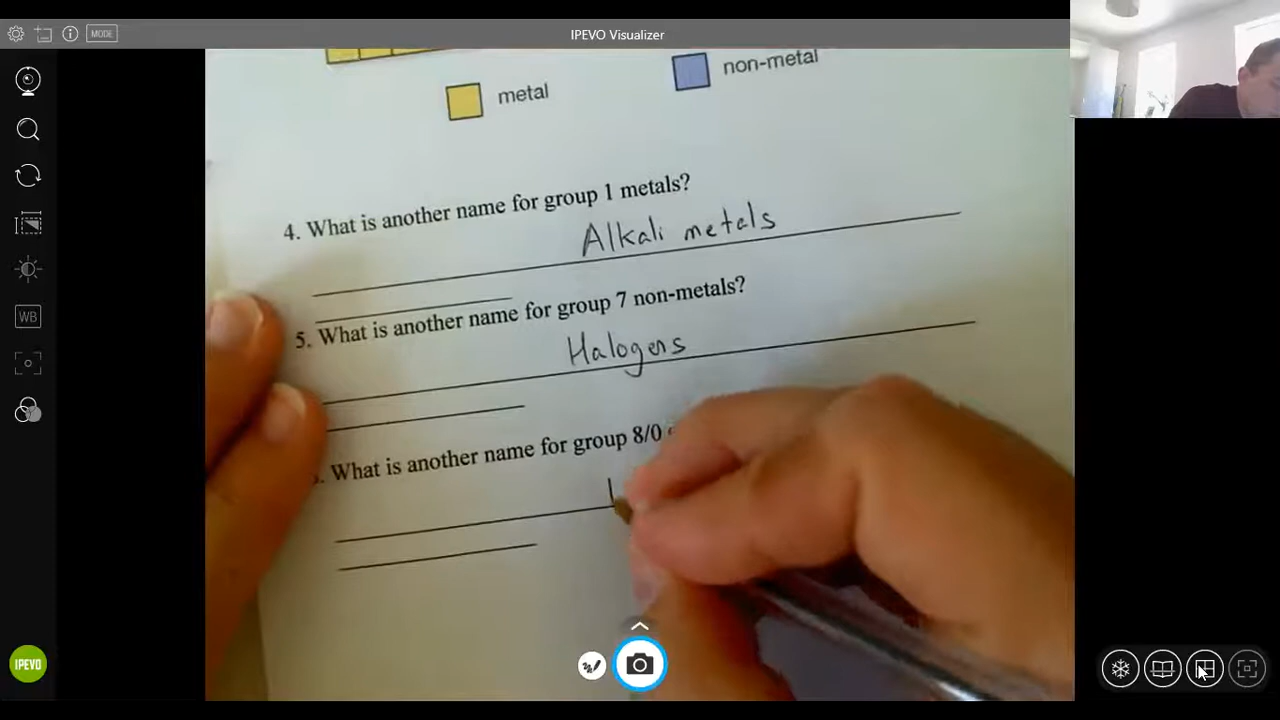 MODE
IPEVO Visualizer
metal
non-metal
4. What is another name for group 1 metals?
Alkali metals
WB
5. What is another name for group 7 non-metals?
Halogens
What is another name for group 8/0
IPEVO